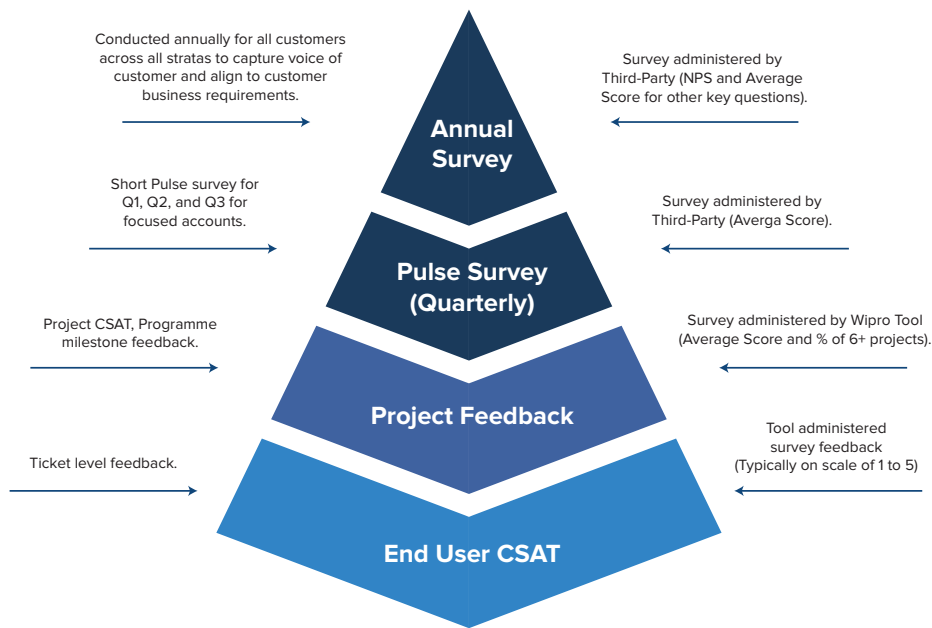 Conducted annually for all customers
across all stratas to capture voice of
customer and align to customer
business requirements.
Annual
Survey
Survey administered by
Third-Party (NPS and Average
Score for other key questions).
Short Pulse survey for
Q1, Q2, and Q3 for
focused accounts.
Pulse Survey
(Quarterly)
Survey administered by
Third-Party (Averga Score).
Project CSAT, Programme
milestone feedback.
Project Feedback
Survey administered by Wipro Tool
(Average Score and % of 6+ projects).
Ticket level feedback.
End User CSAT
Tool administered
survey feedback
(Typically on scale of 1 to 5)